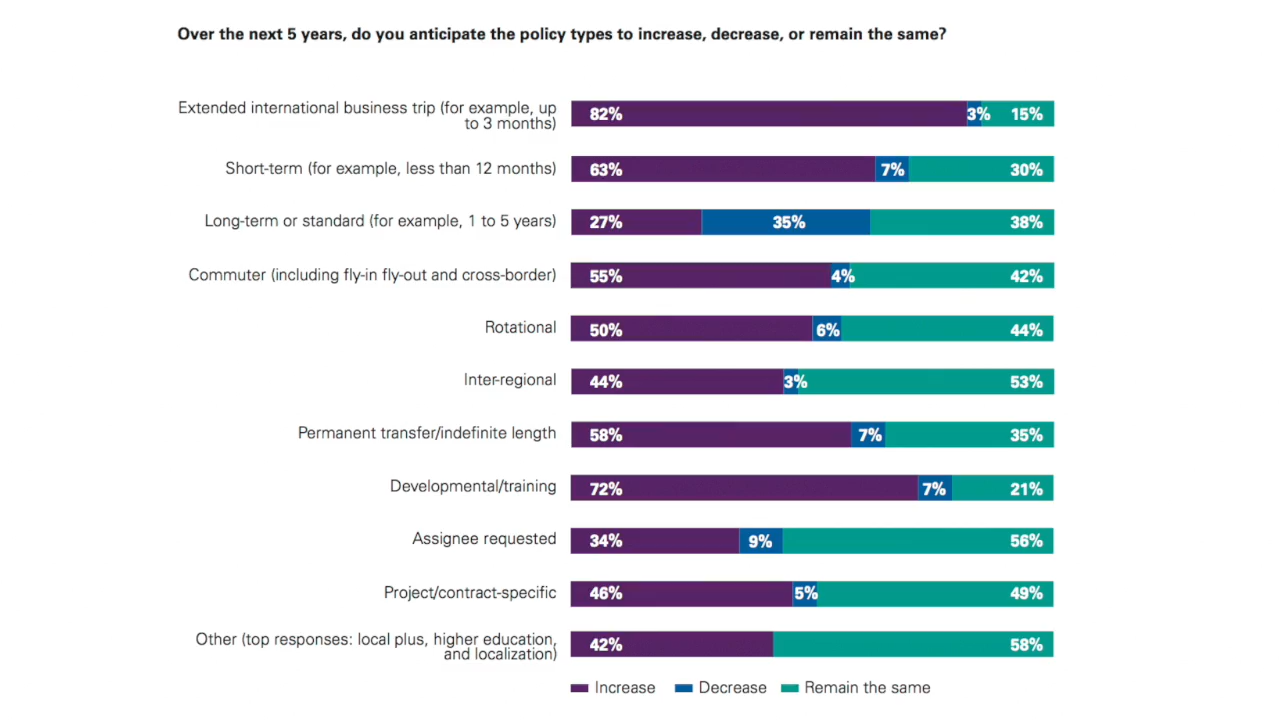 Over the next 5 years, do you anticipate the policy types to increase, decrease, or remain the same?
Extended international business trip (for example, up
to 3 months)
82% 3% 15%
Short-term (for example, less than 12 months)
63% 7% 30%
Long-term or standard (for example, 1 to 5 years)
27% 35% 38%
Commuter (including fly-in fly-out and cross-border)
55% 4% 42%
Rotational
50% 6% 44%
Inter-regional
44% 3% 53%
Permanent transfer/indefinite length
58% 7% 35%
Developmental/training
72% 7% 21%
Assignee requested
34% 9% 56%
Project/contract-specific
46% 5% 49%
Other (top responses: local plus, higher education,
and localization)
42% 58%
Increase Decrease Remain the same